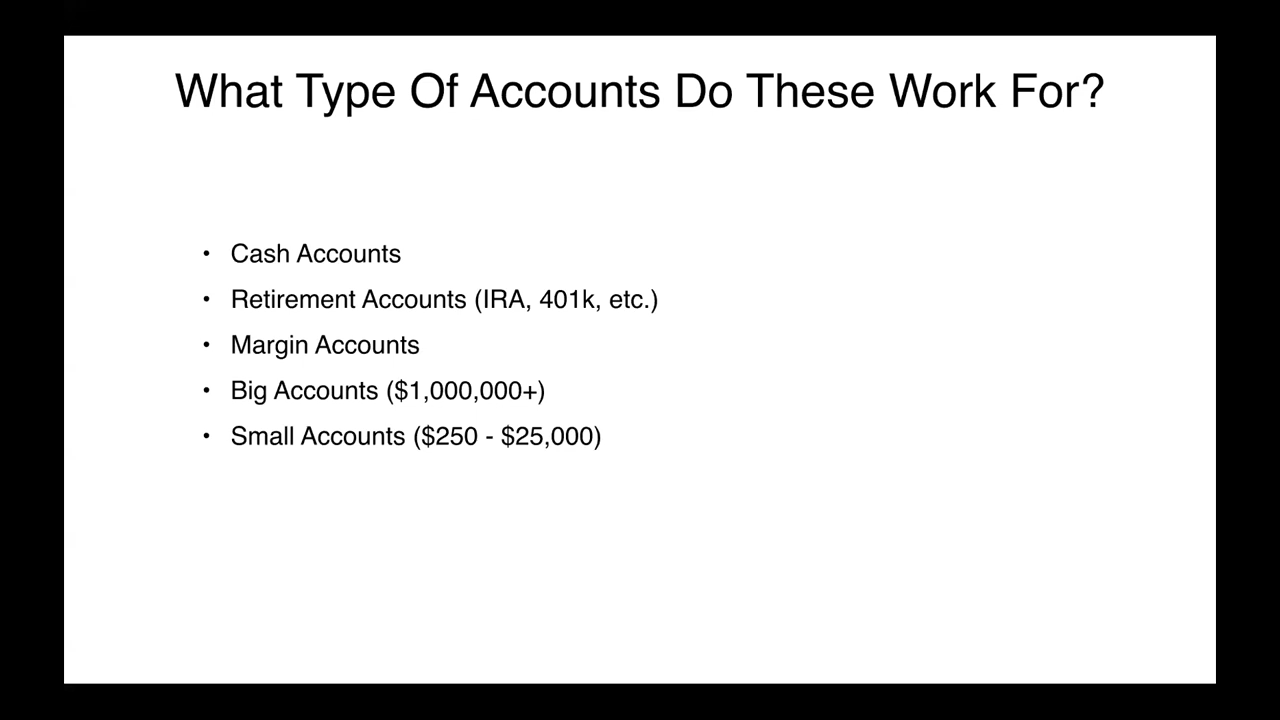 What Type Of Accounts Do These Work For?
• Cash Accounts
• Retirement Accounts (IRA, 401k, etc.)
• Margin Accounts
• Big Accounts ($1,000,000+)
• Small Accounts ($250 - $25,000)